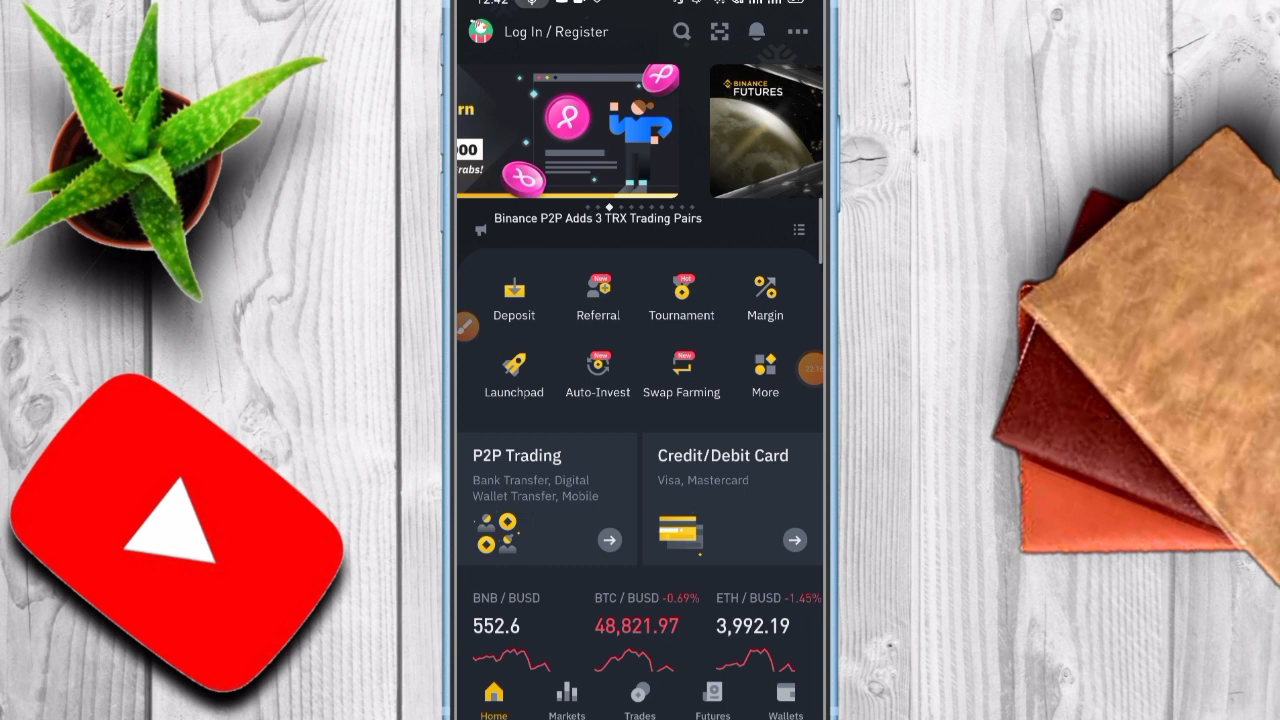 12:42
Log In / Register
rn
00
rabs!
BINANCE
FUTURES
Binance P2P Adds 3 TRX Trading Pairs
New
Hot
Deposit
Referral
Tournament
Margin
New
New
Launchpad
Auto-Invest
Swap Farming
More
P2P Trading
Credit/Debit Card
Bank Transfer, Digital
Wallet Transfer, Mobile
Visa, Mastercard
BNB / BUSD
BTC / BUSD -0.69%
ETH / BUSD -1.45%
552.6
48,821.97
3,992.19
Home
Markets
Trades
Futures
Wallets